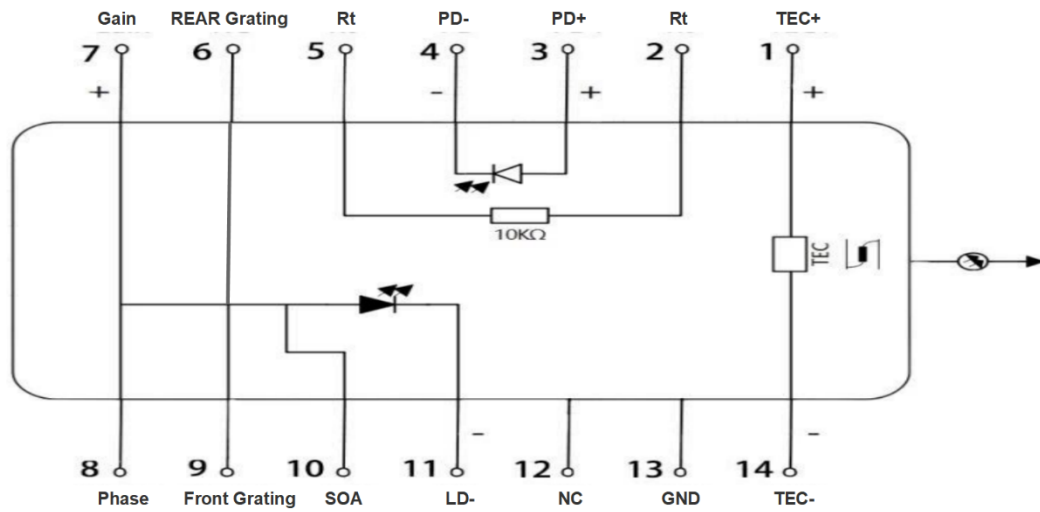 Gain REAR Grating Rt PD- PD+ Rt TEC+
7 6 5 4 3 2 1
+ - + +
10KΩ
TEC
- -
8 9 10 11 12 13 14
Phase Front Grating SOA LD- NC GND TEC-